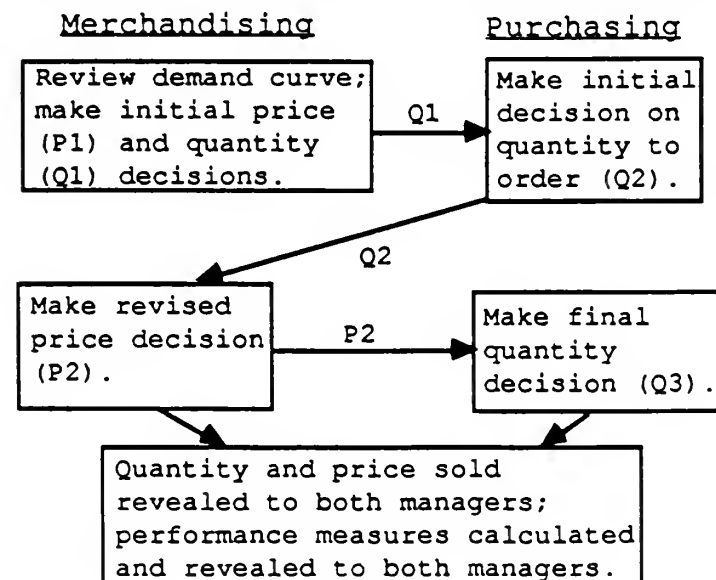 Merchandising
Purchasing
Review demand curve;
make initial price
(P1) and quantity
(Q1) decisions.
Q1
Make initial
decision on
quantity to
order (Q2).
Q2
Make revised
price decision
(P2).
P2
Make final
quantity
decision (Q3).
Quantity and price sold
revealed to both managers;
performance measures calculated
and revealed to both managers.